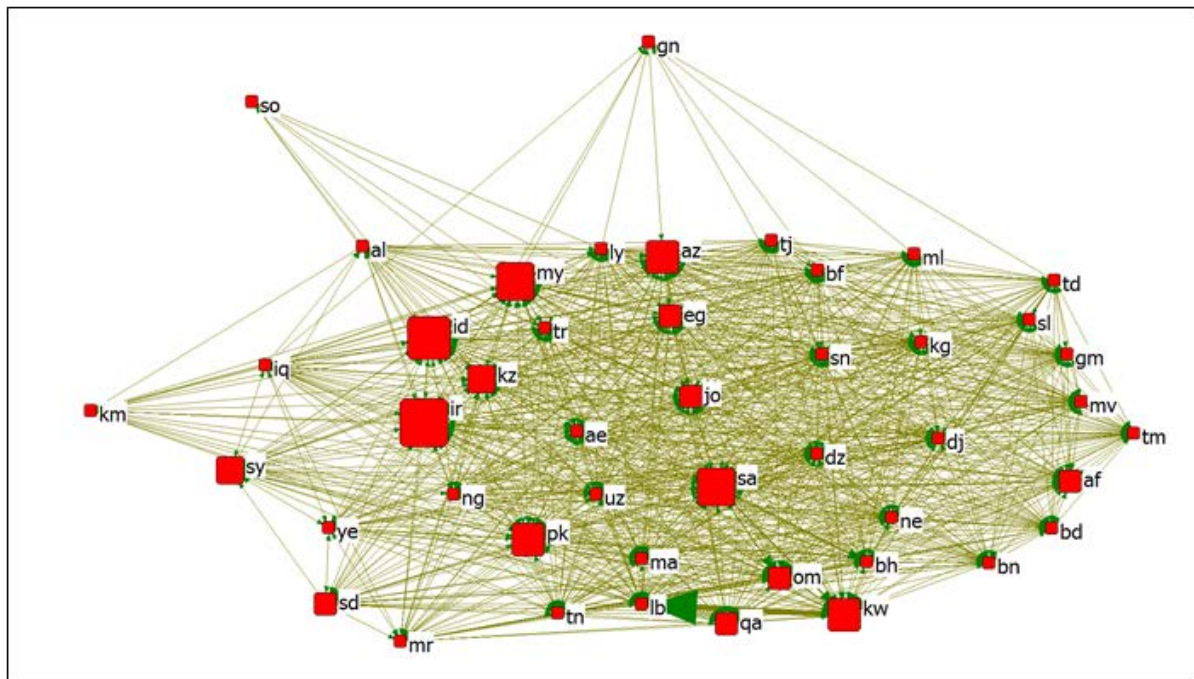 gn
so
al
ly
az
tj
my
bf
ml
td
id
tr
eg
sl
iq
kz
sn
kg
gm
km
ir
jo
mv
ae
dj
tm
sy
dz
sa
af
ng
uz
ye
pk
ne
bd
ma
om
bh
bn
sd
tn
lb
qa
kw
mr